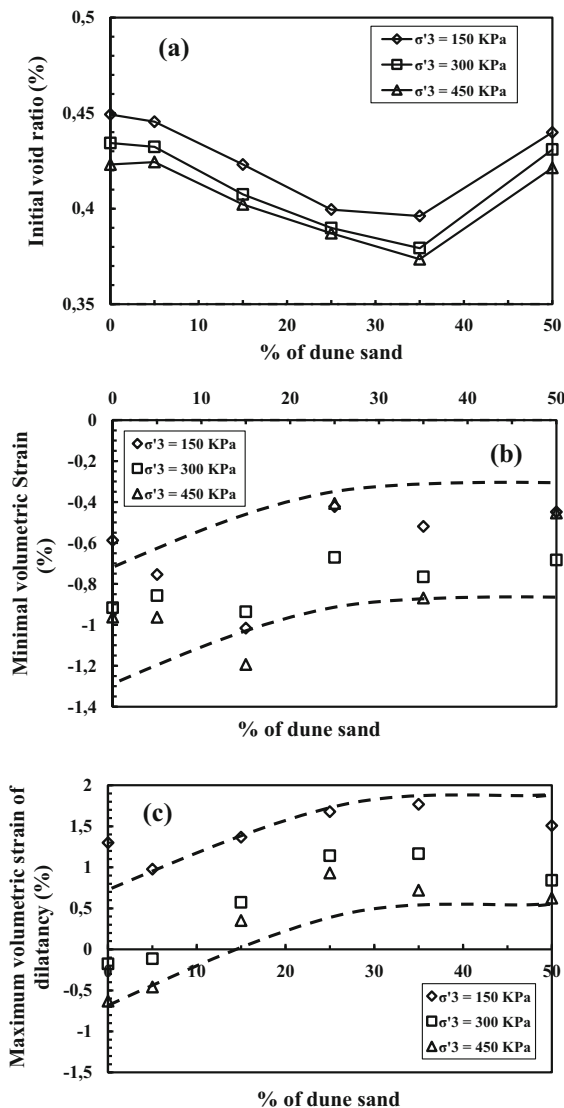 (a)
σ'3 = 150 KPa
σ'3 = 300 KPa
σ'3 = 450 KPa
Initial void ratio (%)
0,5
0,45
0,4
0,35
0 10 20 30 40 50
% of dune sand
0 10 20 30 40 50
(b)
σ'3 = 150 KPa
σ'3 = 300 KPa
σ'3 = 450 KPa
Minimal volumetric Strain
(%)
0
-0,4
-0,6
-0,8
-1
-1,2
-1,4
% of dune sand
(c)
Maximum volumetric strain of
dilatancy (%)
2
1,5
1
0,5
0
-0,5
-1
-1,5
0 10 20 30 40 50
σ'3 = 150 KPa
σ'3 = 300 KPa
σ'3 = 450 KPa
% of dune sand